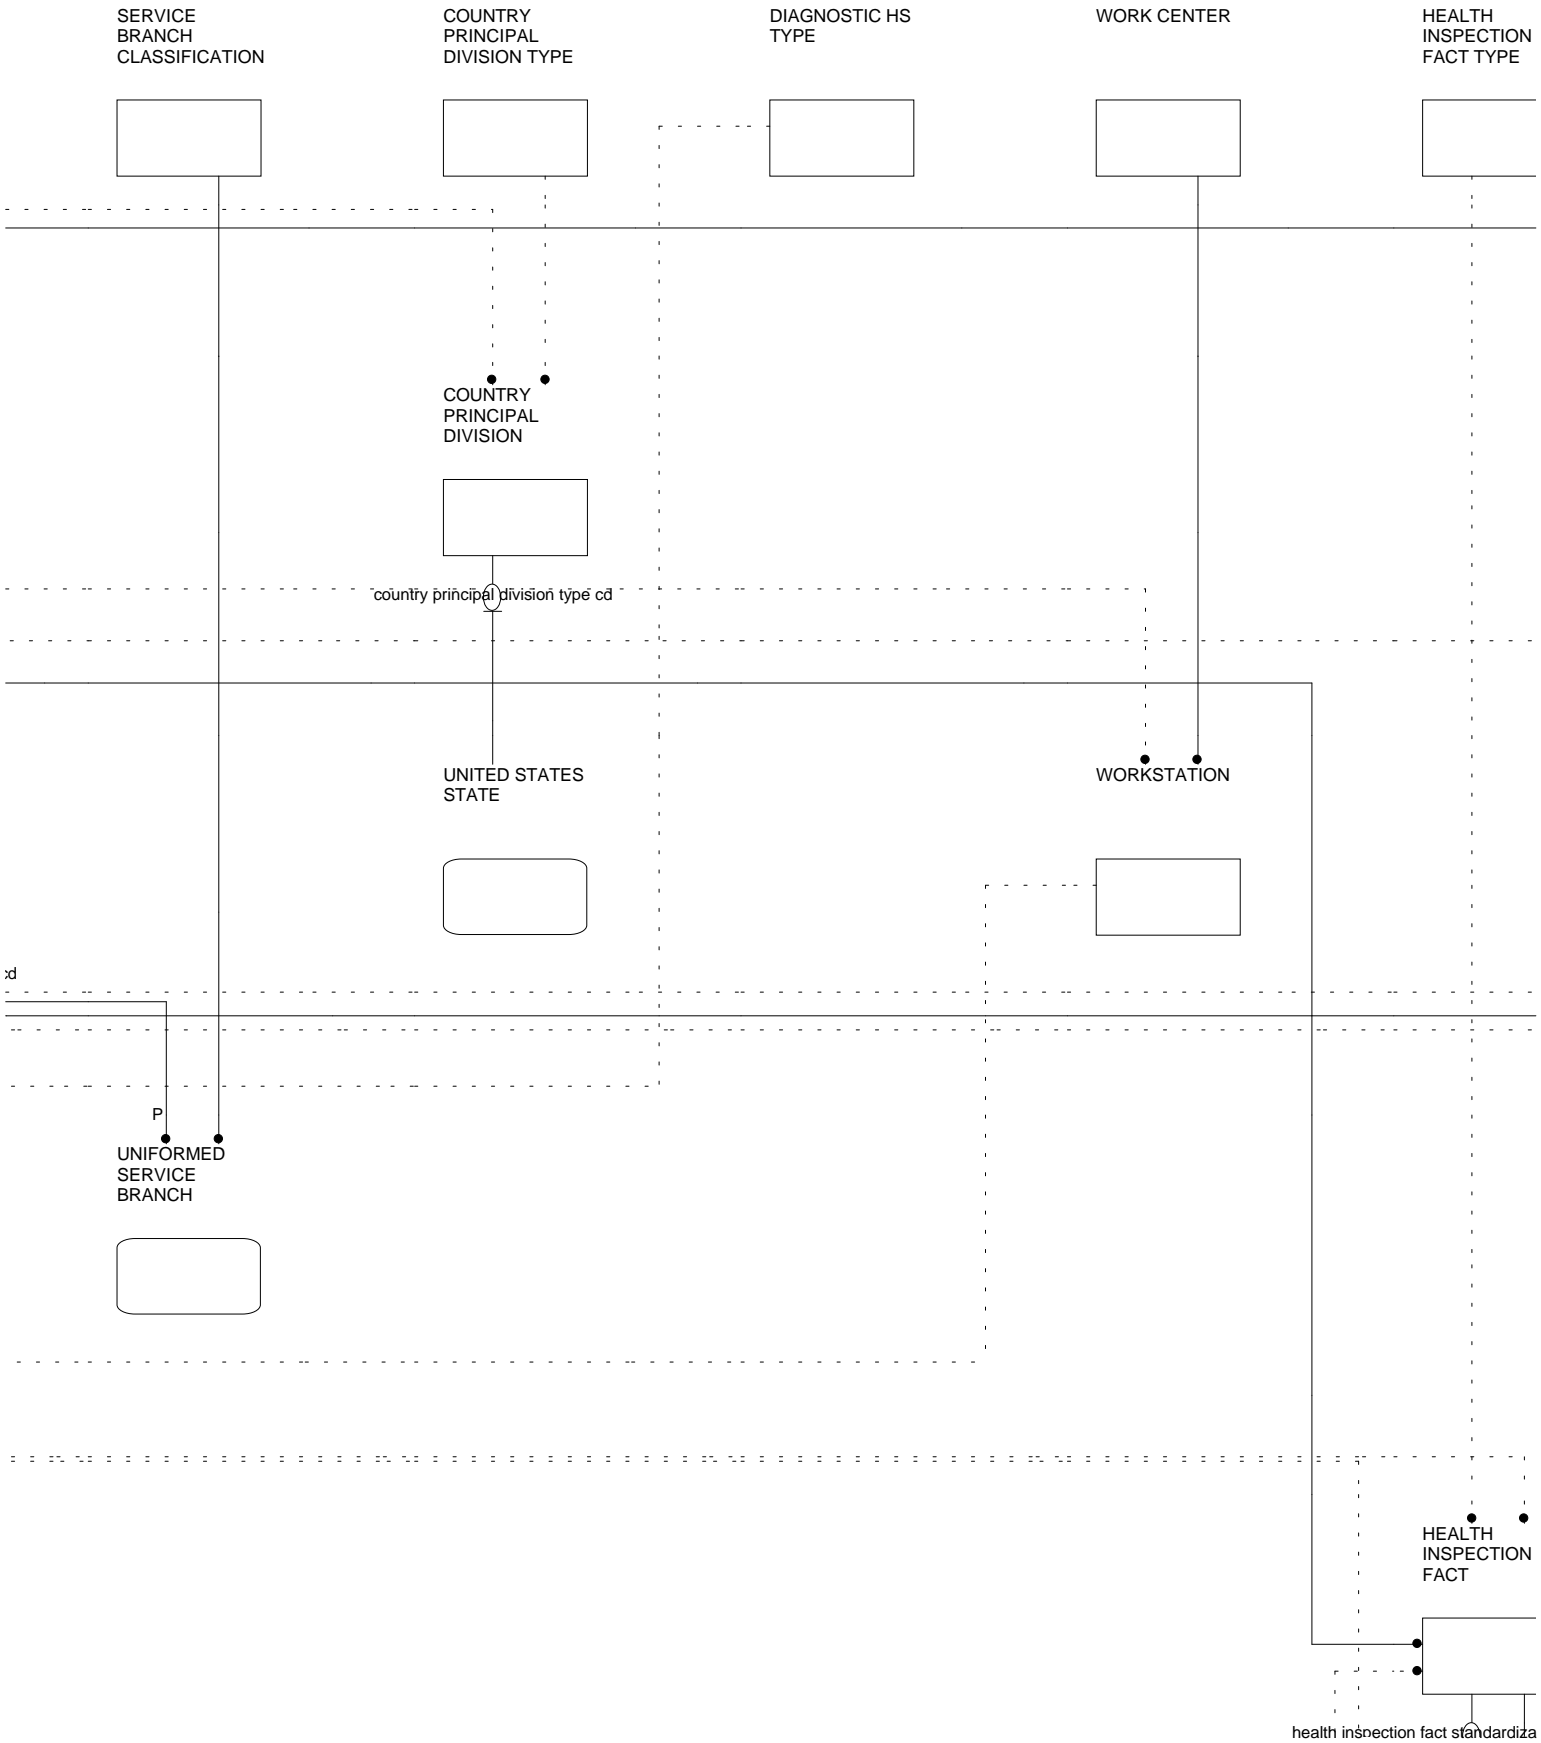 SERVICE
BRANCH
CLASSIFICATION
COUNTRY
PRINCIPAL
DIVISION TYPE
DIAGNOSTIC HS
TYPE
WORK CENTER
HEALTH
INSPECTION
FACT TYPE
COUNTRY
PRINCIPAL
DIVISION
country principal division type cd
UNITED STATES
STATE
WORKSTATION
cd
P
UNIFORMED
SERVICE
BRANCH
HEALTH
INSPECTION
FACT
health inspection fact standardiza